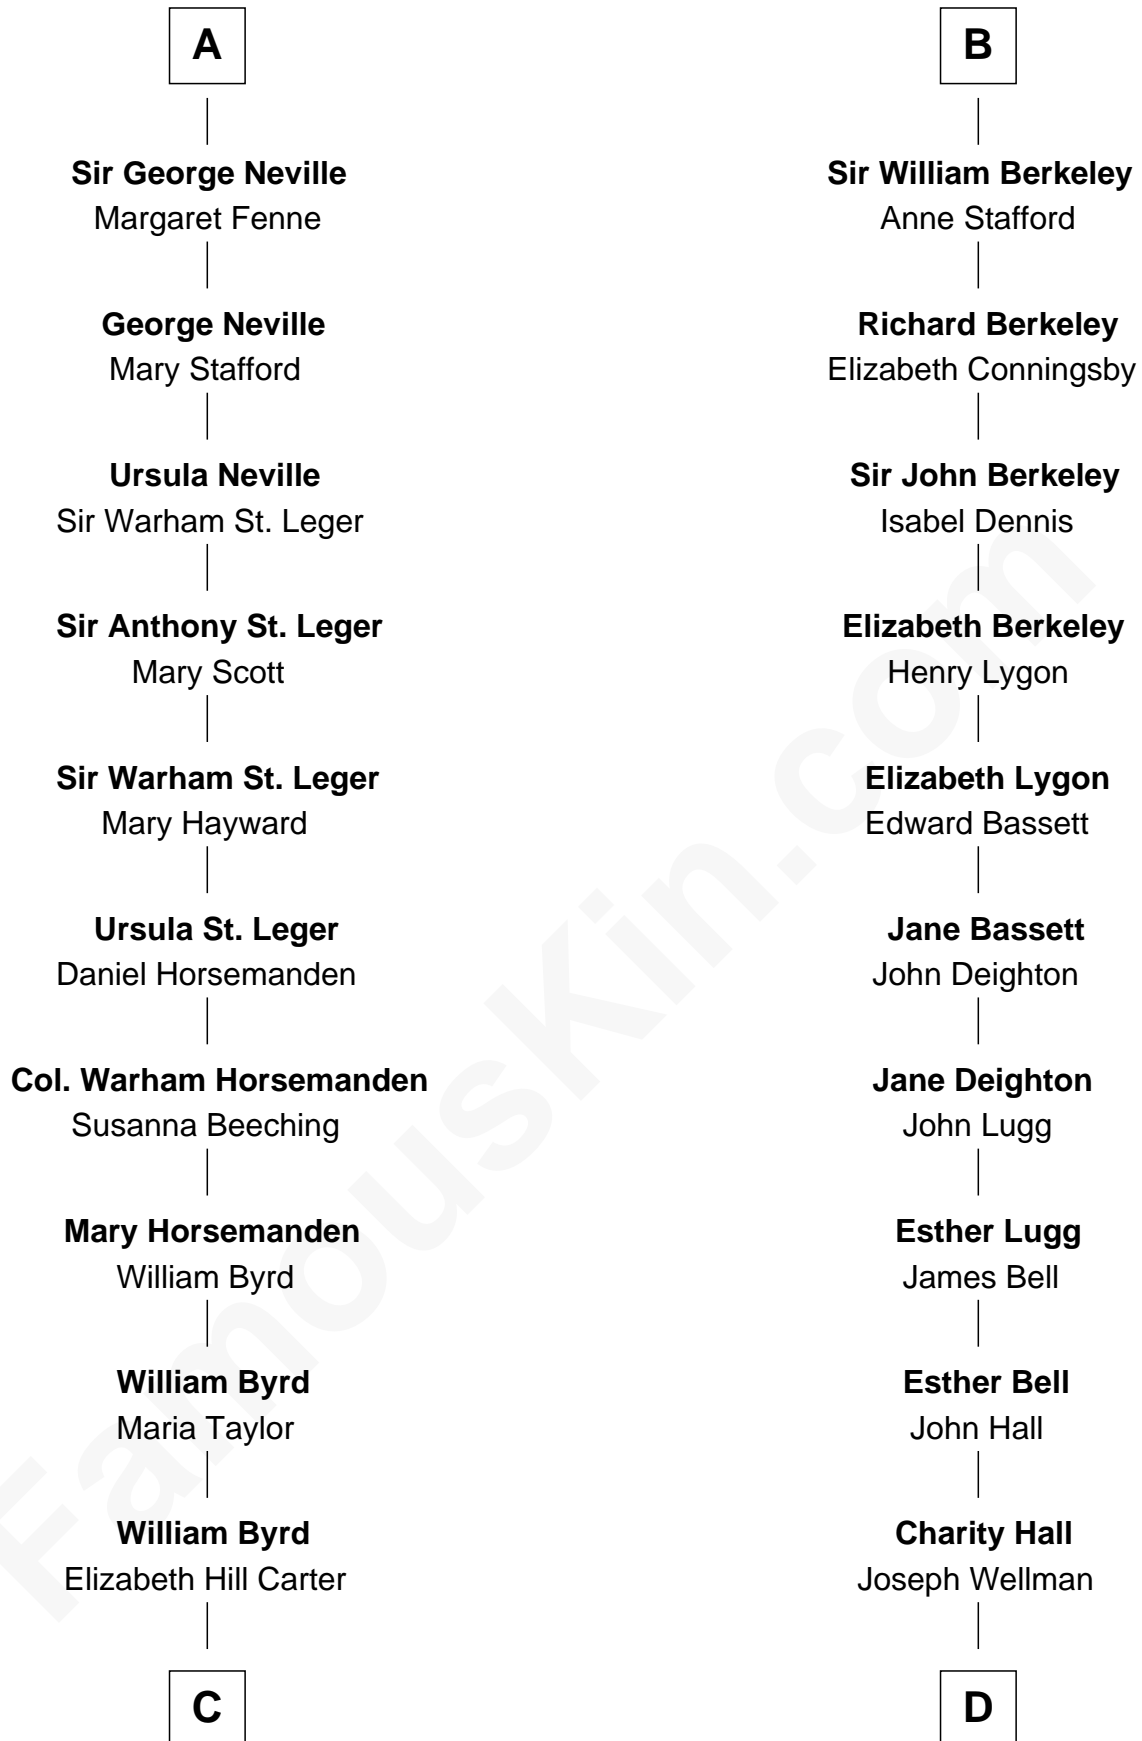 A
Sir George Neville
Margaret Fenne
George Neville
Mary Stafford
Ursula Neville
Sir Warham St. Leger
Sir Anthony St. Leger
Mary Scott
Sir Warham St. Leger
Mary Hayward
Ursula St. Leger
Daniel Horsemanden
Col. Warham Horsemanden
Susanna Beeching
Mary Horsemanden
William Byrd
William Byrd
Maria Taylor
William Byrd
Elizabeth Hill Carter
C
B
Sir William Berkeley
Anne Stafford
Richard Berkeley
Elizabeth Conningsby
Sir John Berkeley
Isabel Dennis
Elizabeth Berkeley
Henry Lygon
Elizabeth Lygon
Edward Bassett
Jane Bassett
John Deighton
Jane Deighton
John Lugg
Esther Lugg
James Bell
Esther Bell
John Hall
Charity Hall
Joseph Wellman
D
FamousKin.com